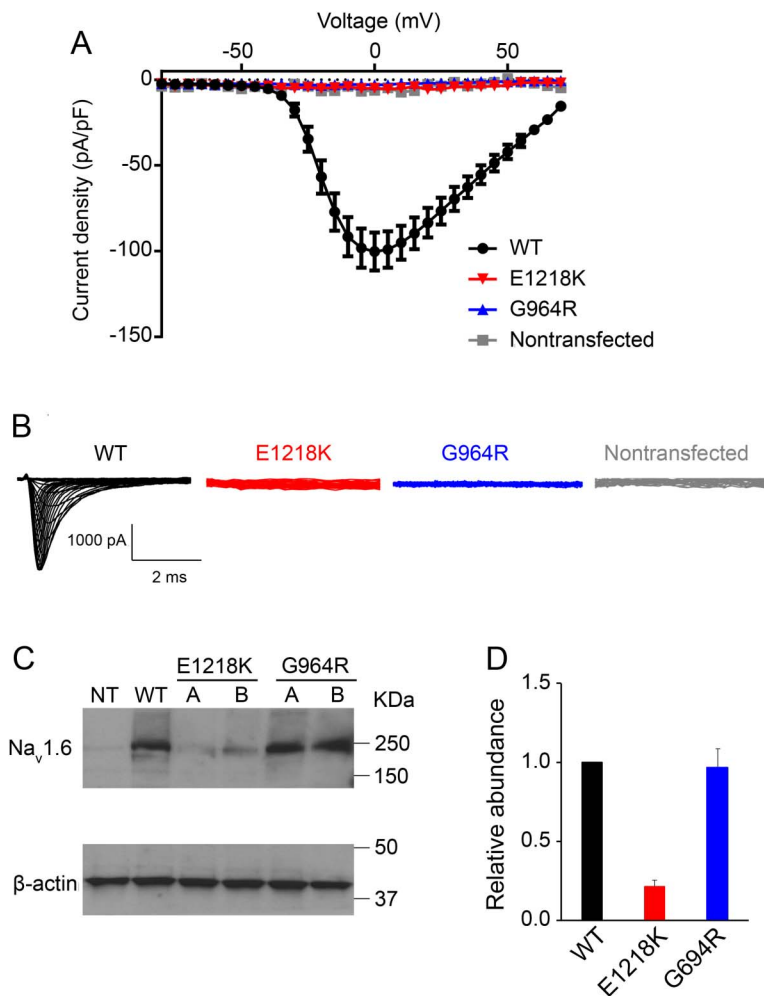 A
Voltage (mV)
-50
0
50
0
-50
-100
-150
Current density (pA/pF)
WT
E1218K
G964R
Nontransfected
B
WT
E1218K
G964R
Nontransfected
1000 pA
2 ms
C
E1218K
G964R
NT
WT
A
B
A
B
KDa
Nav1.6
250
150
50
β-actin
37
D
Relative abundance
1.5
1.0
0.5
0.0
WT
E1218K
G694R